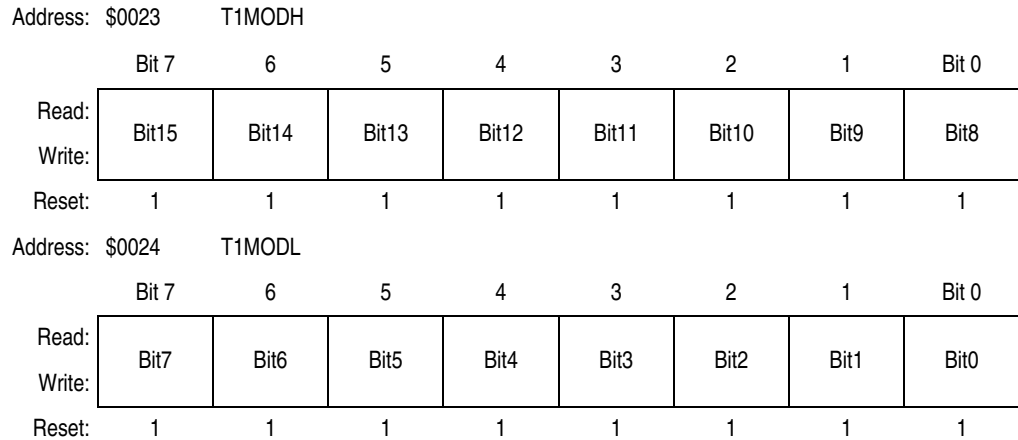 Address: $0023 T1MODH
Bit 7 6 5 4 3 2 1 Bit 0
Read:
Write:
Bit15 Bit14 Bit13 Bit12 Bit11 Bit10 Bit9 Bit8
Reset: 1 1 1 1 1 1 1 1
Address: $0024 T1MODL
Bit 7 6 5 4 3 2 1 Bit 0
Read:
Write:
Bit7 Bit6 Bit5 Bit4 Bit3 Bit2 Bit1 Bit0
Reset: 1 1 1 1 1 1 1 1